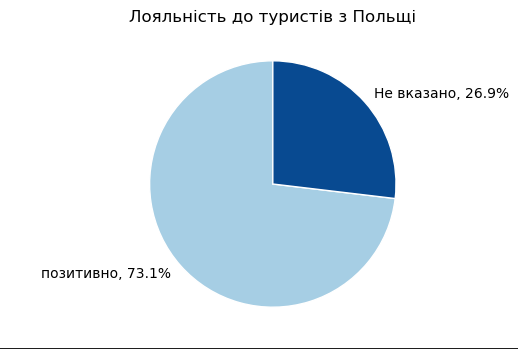 Лояльність до туристів з Польщі
Не вказано, 26.9%
позитивно, 73.1%